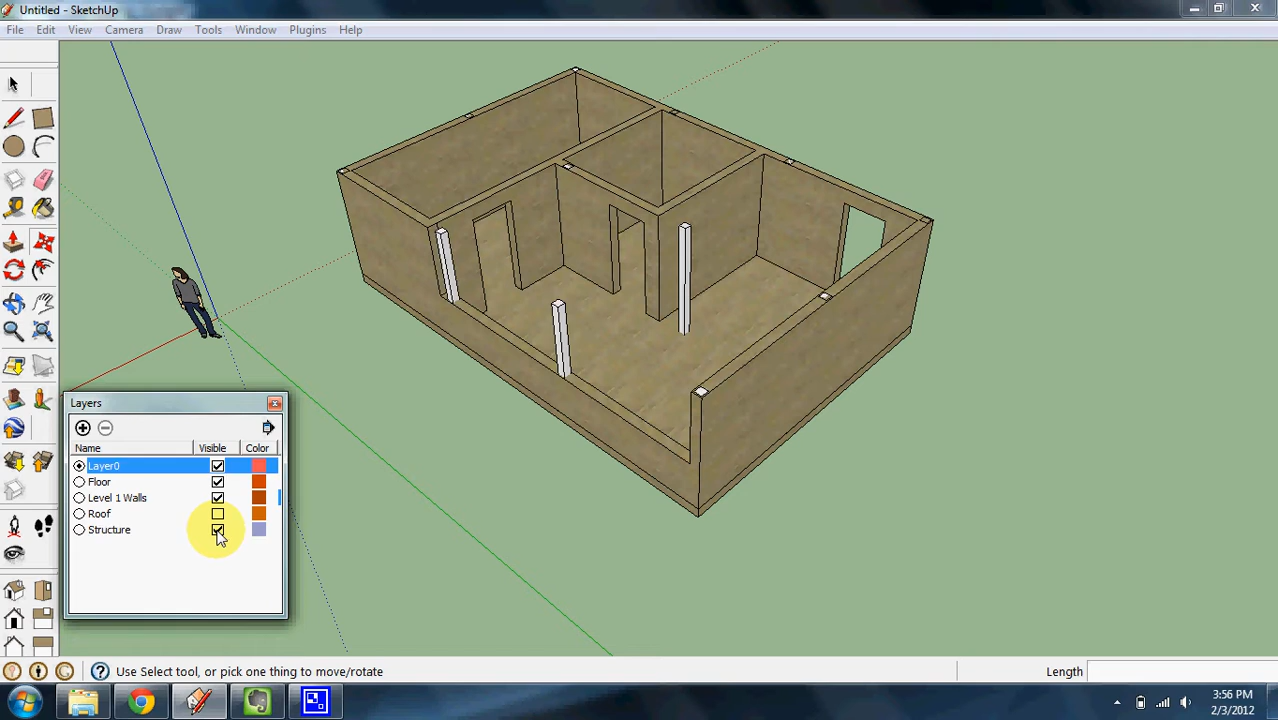 Untitled - SketchUp
File Edit View Camera Draw Tools Window Plugins Help
Layers
Name Visible Color
Layer0
Floor
Level 1 Walls
Roof
Structure
Use Select tool, or pick one thing to move/rotate
Length
3:56 PM
2/3/2012